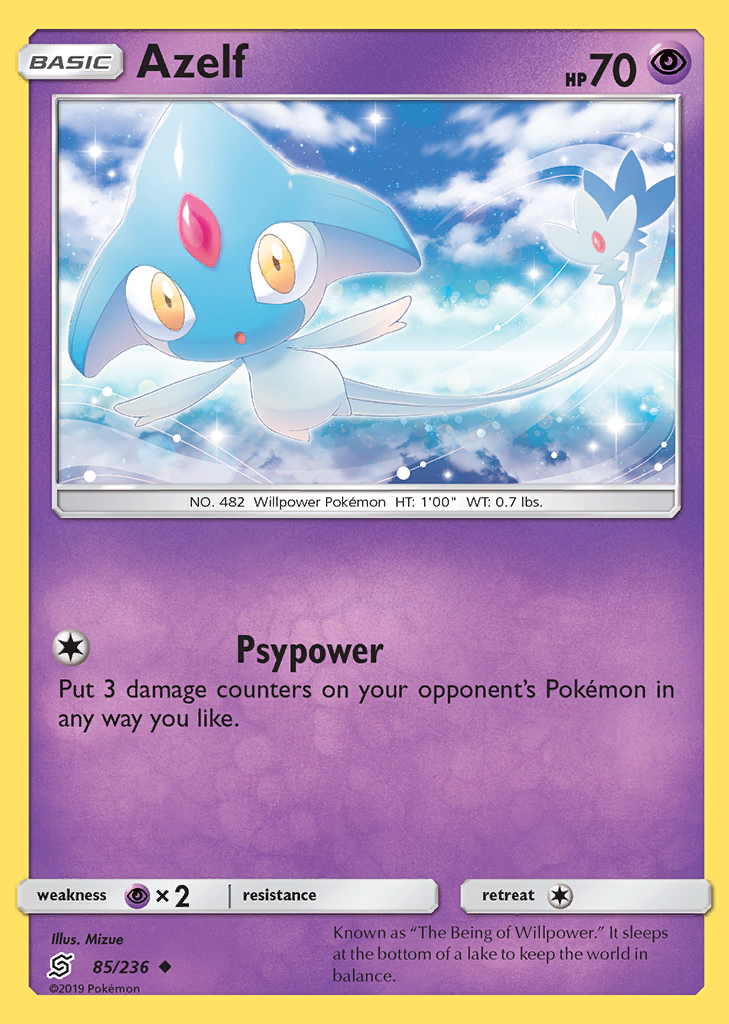 BASIC Azelf HP 70
NO. 482 Willpower Pokémon HT: 1'00" WT: 0.7 lbs.
Psypower
Put 3 damage counters on your opponent's Pokémon in
any way you like.
weakness × 2 resistance retreat
Illus. Mizue
85/236
©2019 Pokémon
Known as “The Being of Willpower.” It sleeps
at the bottom of a lake to keep the world in
balance.